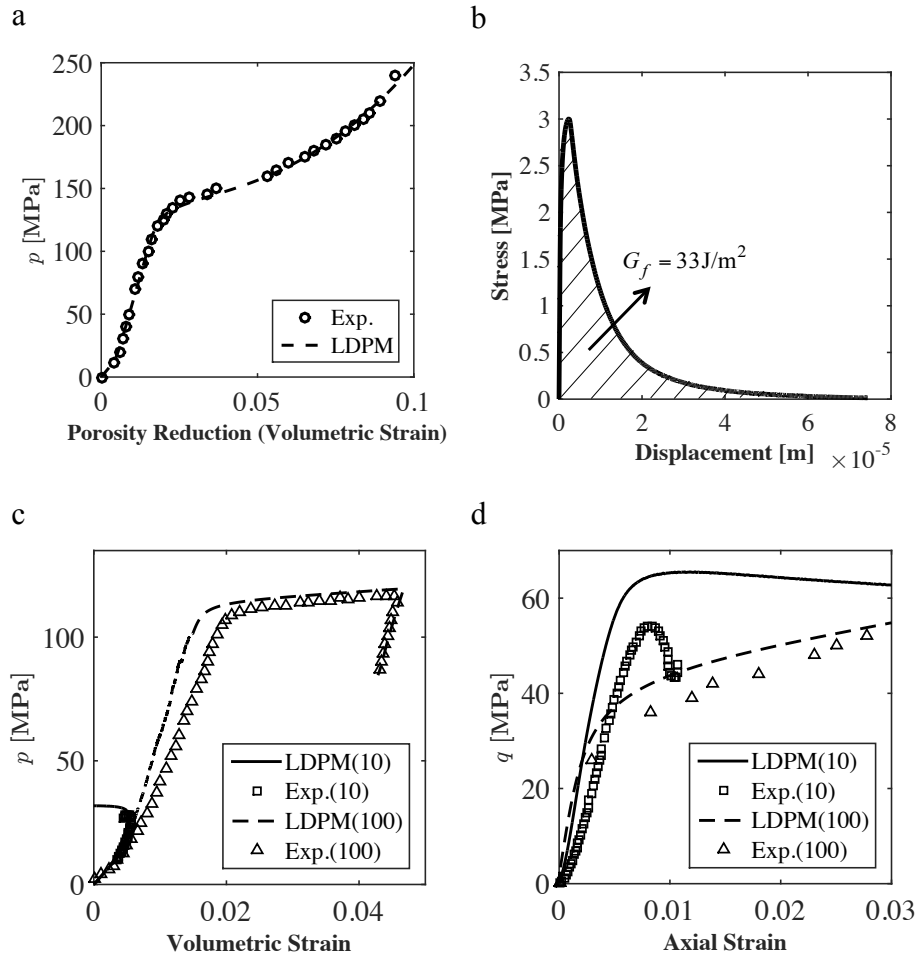 a
250
200
150
100
50
0
p [MPa]
Exp.
LDPM
0
0.05
0.1
Porosity Reduction (Volumetric Strain)
b
4
3.5
3
2.5
2
1.5
1
0.5
0
Stress [MPa]
G_f = 33J/m²
0
2
4
6
8
Displacement [m]
×10⁻⁵
c
100
50
0
p [MPa]
LDPM(10)
Exp.(10)
LDPM(100)
Exp.(100)
0
0.02
0.04
Volumetric Strain
d
60
40
20
0
q [MPa]
LDPM(10)
Exp.(10)
LDPM(100)
Exp.(100)
0
0.01
0.02
0.03
Axial Strain